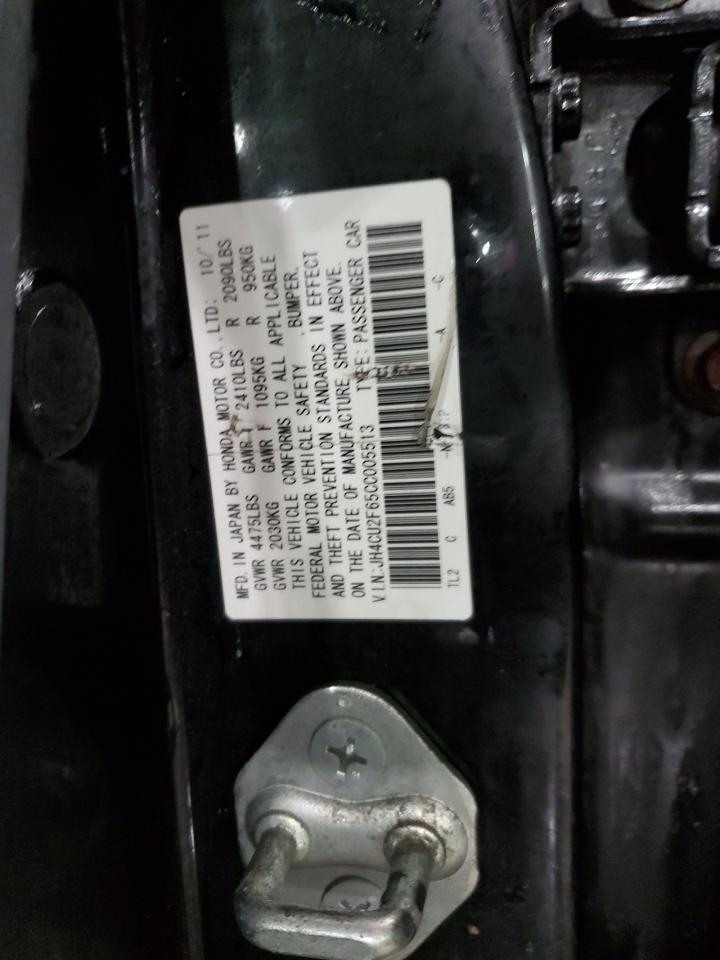 MFD. IN JAPAN BY HONDA MOTOR CO., LTD: 10/'11
GVWR 4475LBS GAWR F 2410LBS R 2090LBS
GVWR 2030KG GAWR F 1095KG R 950KG
THIS VEHICLE CONFORMS TO ALL APPLICABLE
FEDERAL MOTOR VEHICLE SAFETY , BUMPER,
AND THEFT PREVENTION STANDARDS IN EFFECT
ON THE DATE OF MANUFACTURE SHOWN ABOVE.
V.I.N.:JH4CU2F65CC005513 TYPE: PASSENGER CAR
TL2 C AB5 -A -C